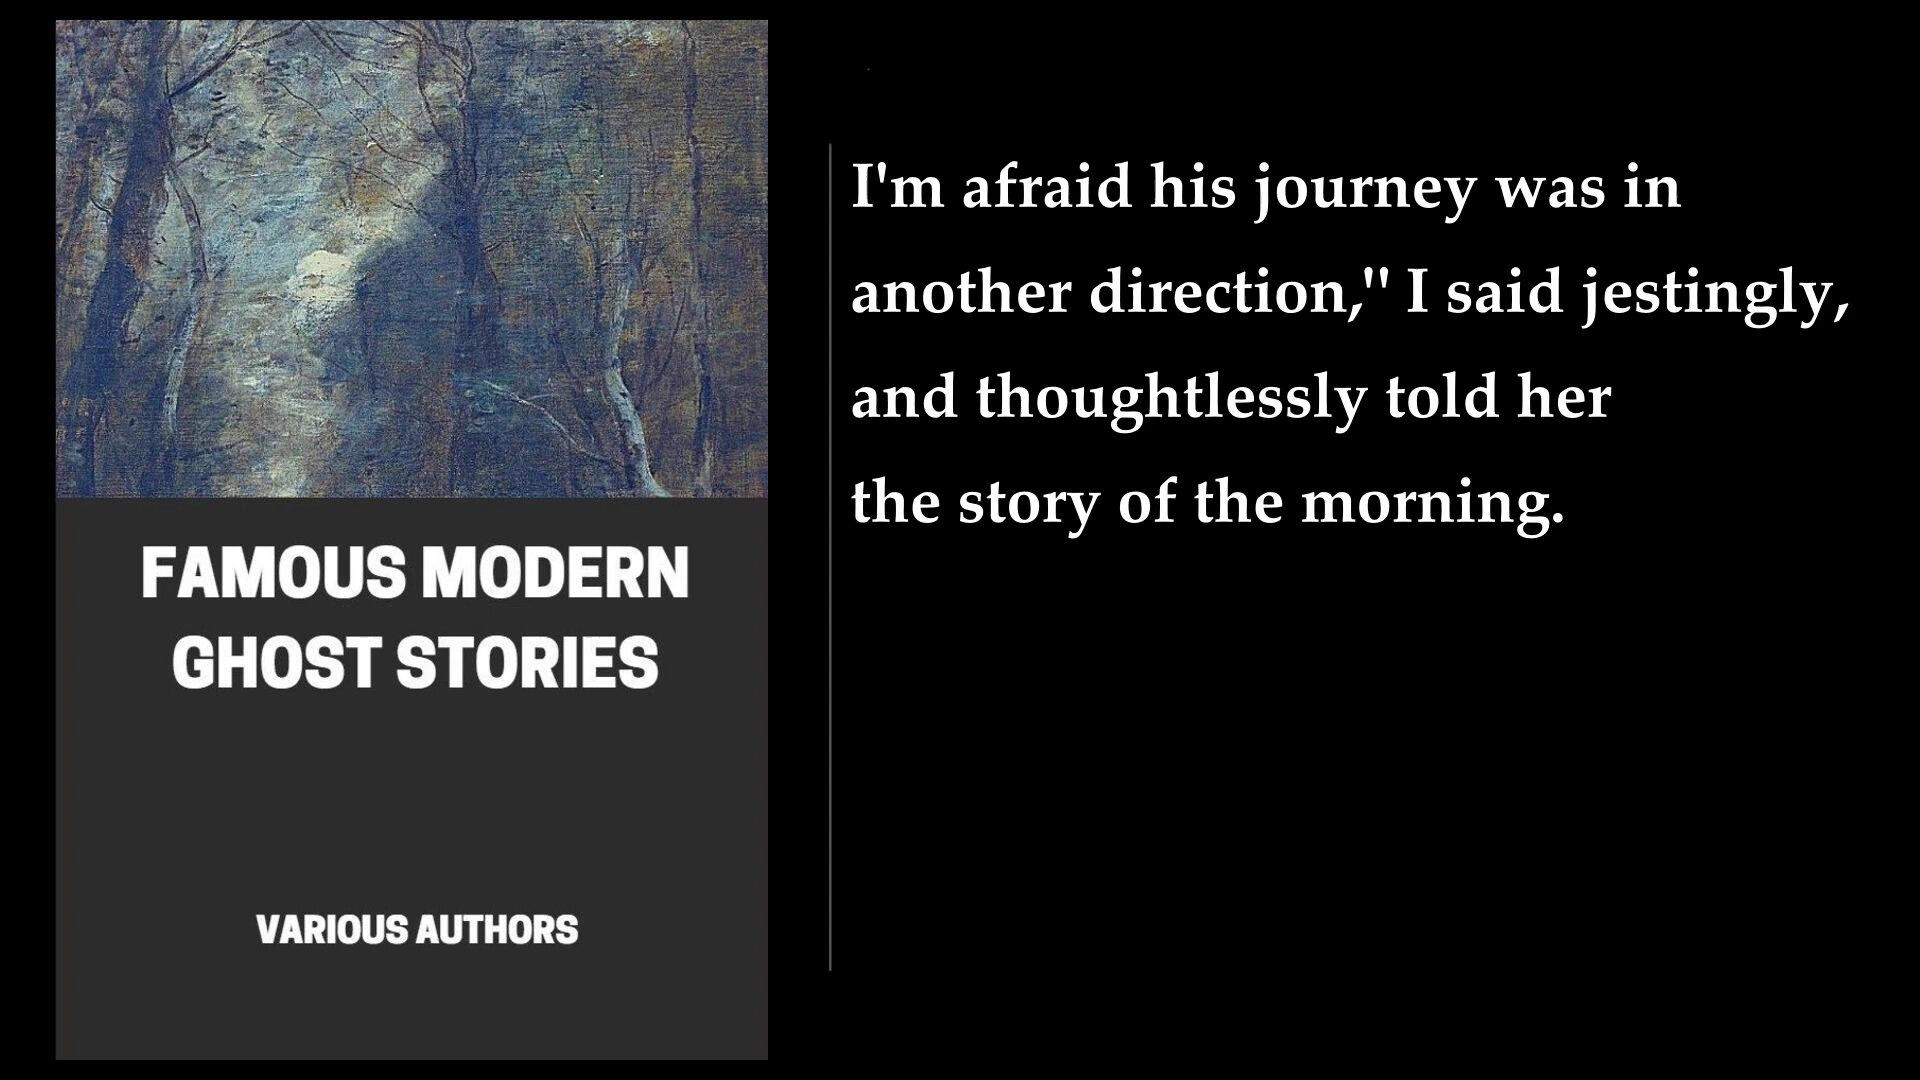 FAMOUS MODERN
GHOST STORIES
VARIOUS AUTHORS
I'm afraid his journey was in
another direction," I said jestingly,
and thoughtlessly told her
the story of the morning.